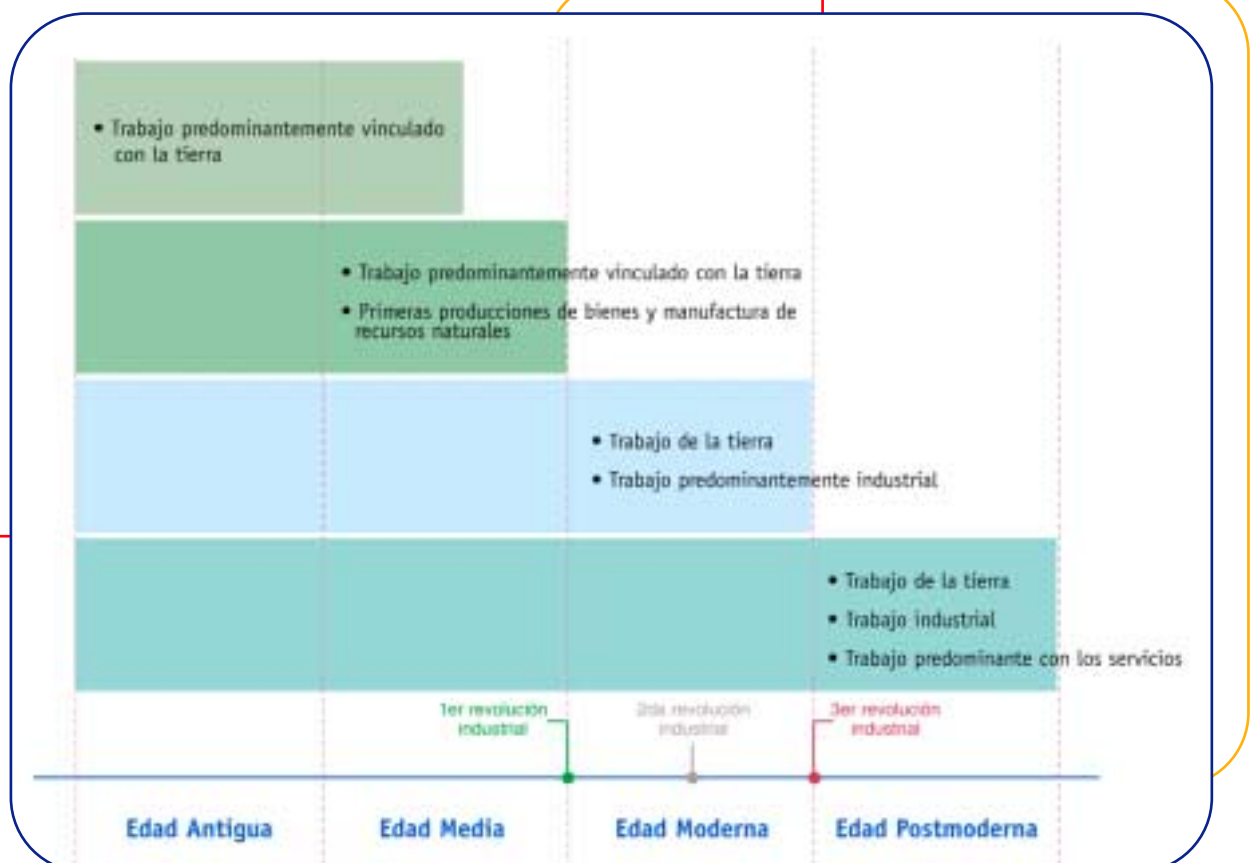 • Trabajo predominantemente vinculado
con la tierra
• Trabajo predominantemente vinculado con la tierra
• Primeras producciones de bienes y manufactura de
recursos naturales
• Trabajo de la tierra
• Trabajo predominantemente industrial
• Trabajo de la tierra
• Trabajo industrial
• Trabajo predominante con los servicios
1er revolución
industrial
2da revolución
industrial
3er revolución
industrial
Edad Antigua
Edad Media
Edad Moderna
Edad Postmoderna